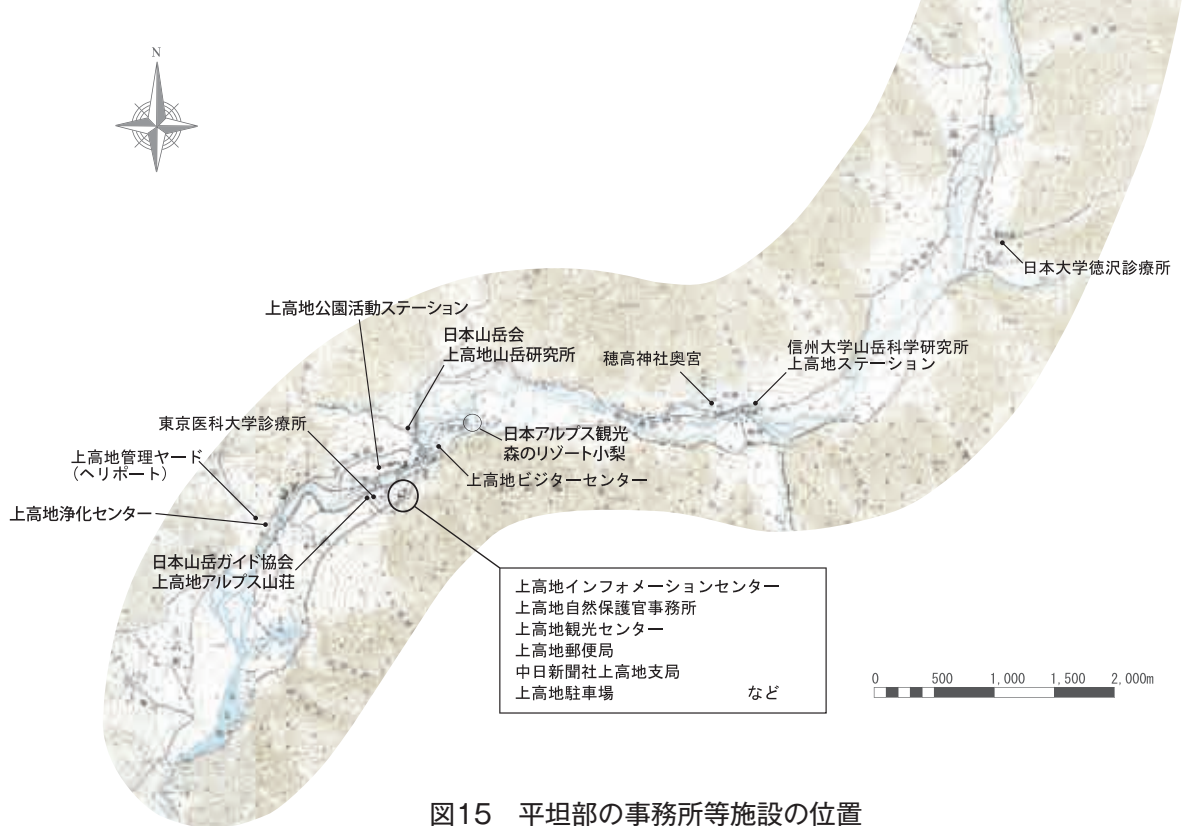 N
日本大学徳沢診療所
上高地公園活動ステーション
日本山岳会
上高地山岳研究所
穂高神社奥宮
信州大学山岳科学研究所
上高地ステーション
東京医科大学診療所
日本アルプス観光
森のリゾート小梨
上高地管理ヤード
(ヘリポート)
上高地ビジターセンター
上高地浄化センター
日本山岳ガイド協会
上高地アルプス山荘
上高地インフォメーションセンター
上高地自然保護官事務所
上高地観光センター
上高地郵便局
中日新聞社上高地支局
上高地駐車場 など
0 500 1,000 1,500 2,000m
図15 平坦部の事務所等施設の位置